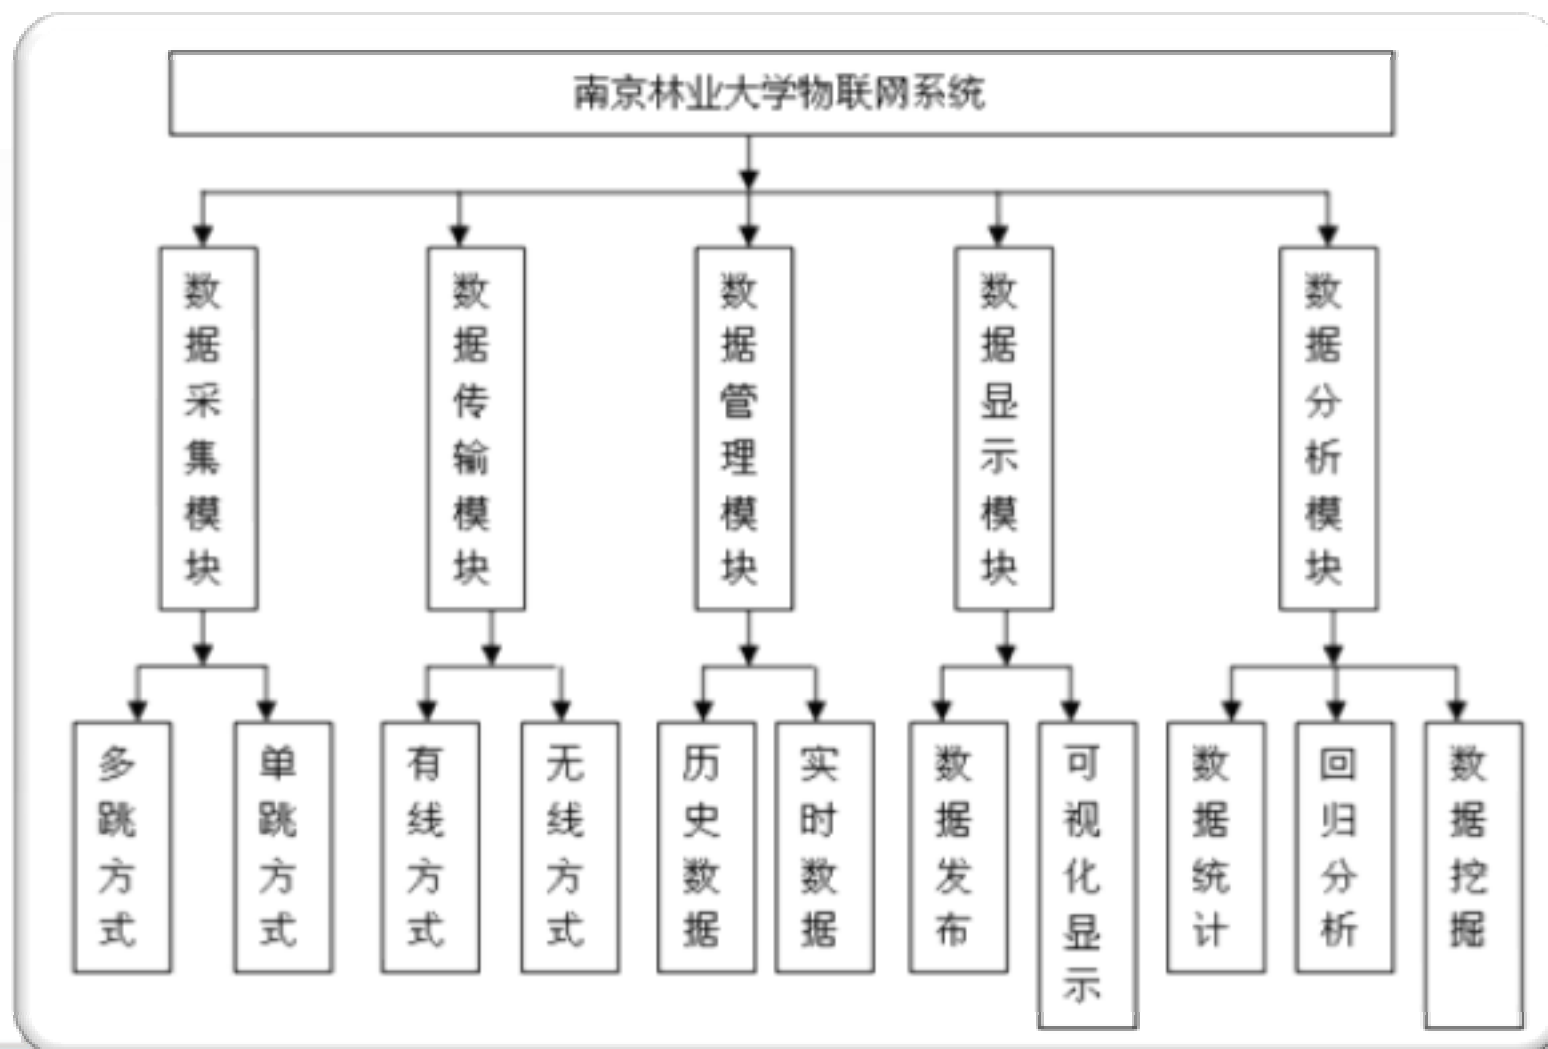 南京林业大学物联网系统
数据采集模块
数据传输模块
数据管理模块
数据显示模块
数据分析模块
多跳方式
单跳方式
有线方式
无线方式
历史数据
实时数据
数据发布
可视化显示
数据统计
回归分析
数据挖掘